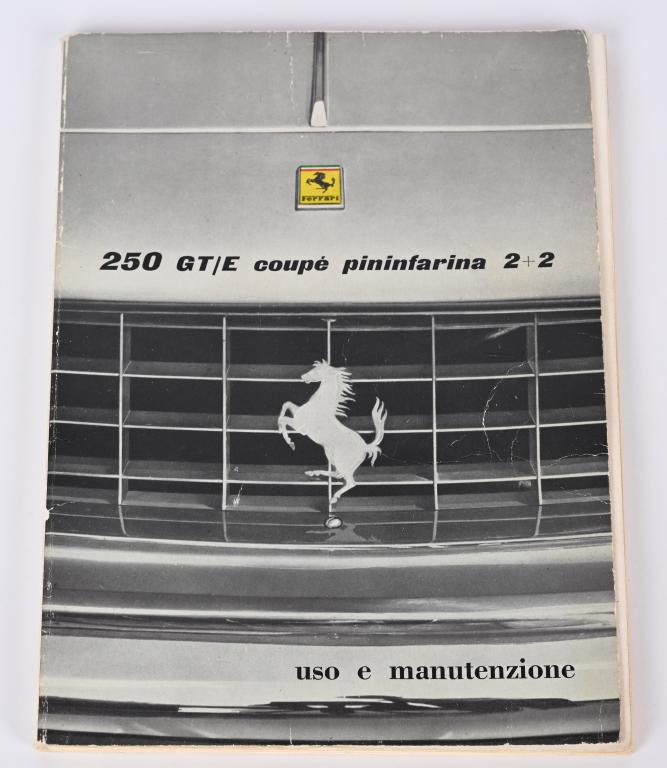 Ferrari
250 GT/E coupé pininfarina 2+2
uso e manutenzione